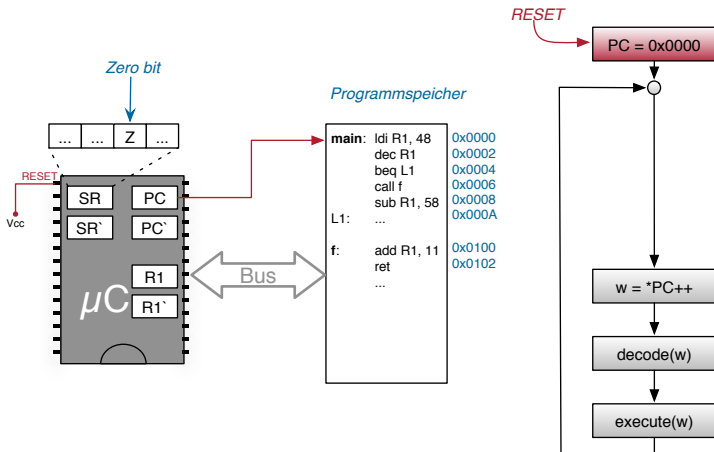 Zero bit
... ... Z ...
RESET
Vcc
SR PC
SR` PC`
R1
R1`
µC
Bus
Programmspeicher
main: ldi R1, 48 0x0000
dec R1 0x0002
beq L1 0x0004
call f 0x0006
sub R1, 58 0x0008
L1: ... 0x000A
f: add R1, 11 0x0100
ret 0x0102
...
RESET
PC = 0x0000
w = *PC++
decode(w)
execute(w)